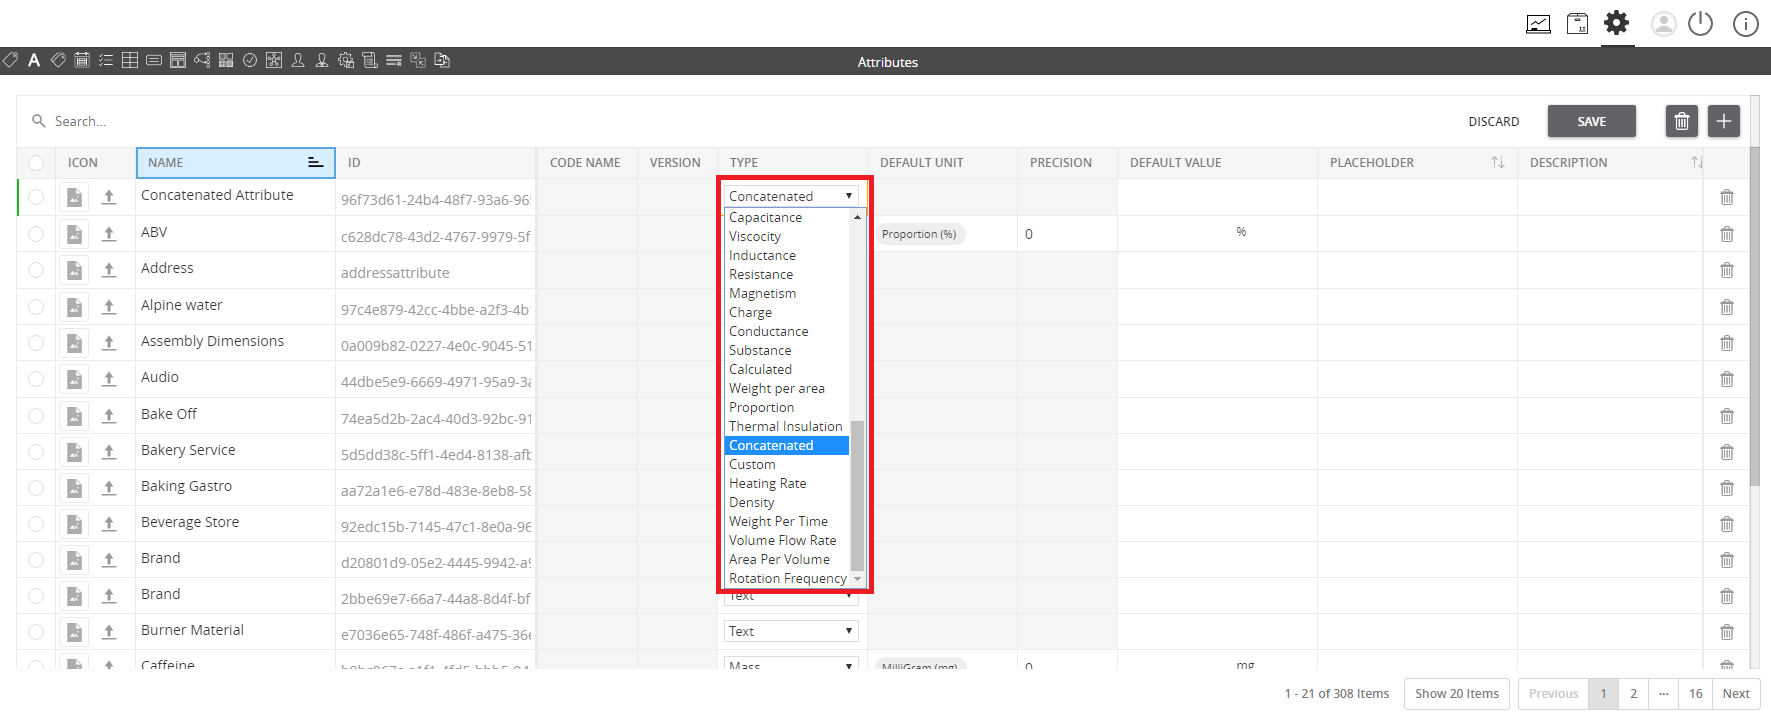 Attributes
Search...
DISCARD SAVE
ICON NAME ID CODE NAME VERSION TYPE DEFAULT UNIT PRECISION DEFAULT VALUE PLACEHOLDER DESCRIPTION
Concatenated Attribute 96f73d61-24b4-48f7-93a6-96 Concatenated
ABV c628dc78-43d2-4767-9979-5f Proportion (%) 0 %
Address addressattribute
Alpine water 97c4e879-42cc-4bbe-a2f3-4b
Assembly Dimensions 0a009b82-0227-4e0c-9045-51
Audio 44dbe5e9-6669-4971-95a9-3a
Bake Off 74ea5d2b-2ac4-40d3-92bc-91
Bakery Service 5d5dd38c-5ff1-4ed4-8138-afb
Baking Gastro aa72a1e6-e78d-483e-8eb8-58
Beverage Store 92edc15b-7145-47c1-8e0a-96
Brand d20801d9-05e2-4445-9942-a9
Brand 2bbe69e7-66a7-44a8-8d4f-bf Text
Burner Material e7036e65-748f-486f-a475-36e Text
Caffeine Mass MilliGram (mg) 0 mg
Capacitance
Viscocity
Inductance
Resistance
Magnetism
Charge
Conductance
Substance
Calculated
Weight per area
Proportion
Thermal Insulation
Concatenated
Custom
Heating Rate
Density
Weight Per Time
Volume Flow Rate
Area Per Volume
Rotation Frequency
1 - 21 of 308 Items Show 20 Items Previous 1 2 ... 16 Next